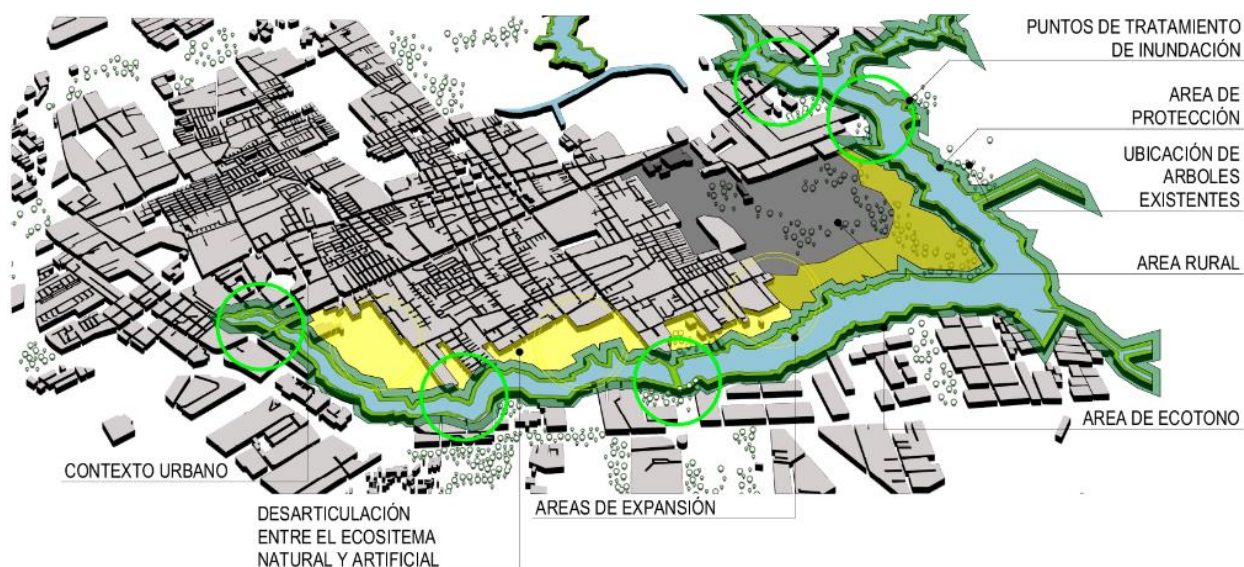 PUNTOS DE TRATAMIENTO
DE INUNDACIÓN
AREA DE
PROTECCIÓN
UBICACIÓN DE
ARBOLES
EXISTENTES
AREA RURAL
AREA DE ECOTONO
CONTEXTO URBANO
AREAS DE EXPANSIÓN
DESARTICULACIÓN
ENTRE EL ECOSITEMA
NATURAL Y ARTIFICIAL